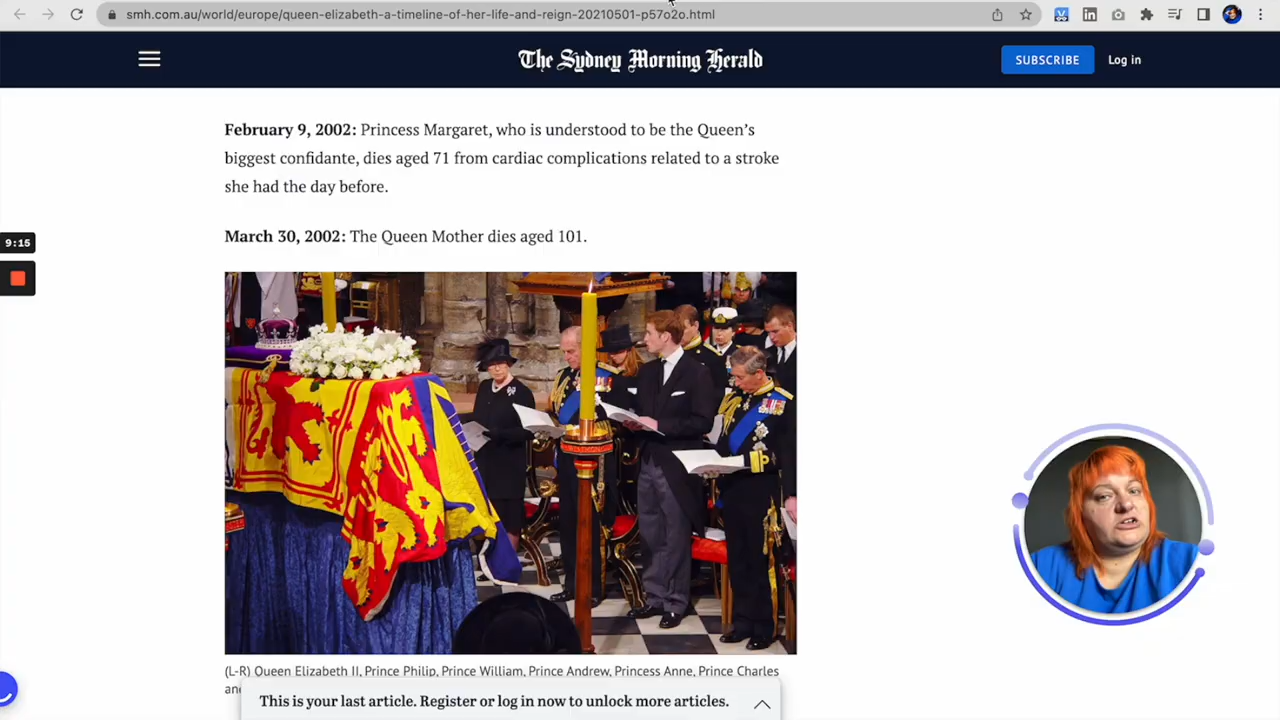 smh.com.au/world/europe/queen-elizabeth-a-timeline-of-her-life-and-reign-20210501-p57o2o.html
The Sydney Morning Herald
SUBSCRIBE
Log in
February 9, 2002: Princess Margaret, who is understood to be the Queen's
biggest confidante, dies aged 71 from cardiac complications related to a stroke
she had the day before.
9:15
March 30, 2002: The Queen Mother dies aged 101.
(L-R) Queen Elizabeth II, Prince Philip, Prince William, Prince Andrew, Princess Anne, Prince Charles
This is your last article. Register or log in now to unlock more articles.